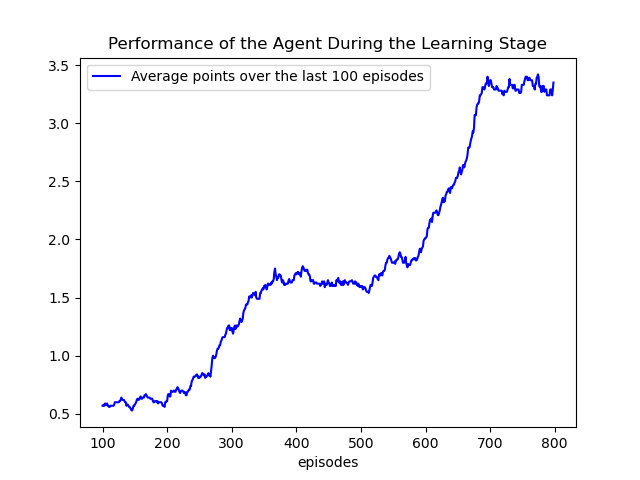 Performance of the Agent During the Learning Stage
Average points over the last 100 episodes
3.5
3.0
2.5
2.0
1.5
1.0
0.5
100 200 300 400 500 600 700 800
episodes